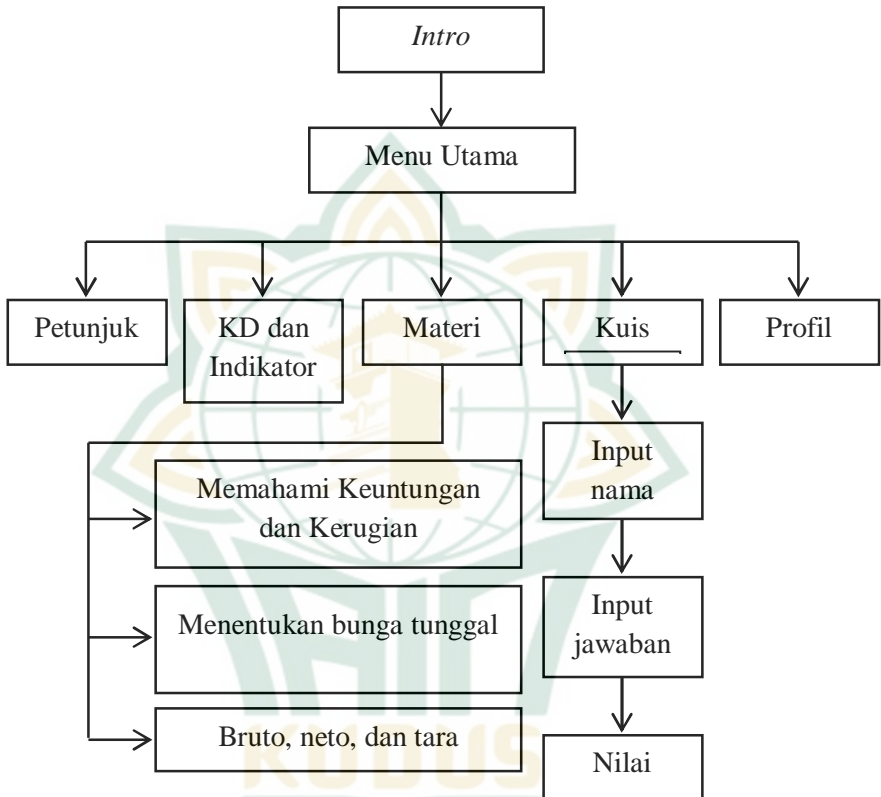 Intro
Menu Utama
Petunjuk
KD dan
Indikator
Materi
Kuis
Profil
Memahami Keuntungan
dan Kerugian
Menentukan bunga tunggal
Bruto, neto, dan tara
Input
nama
Input
jawaban
Nilai
KUDUS